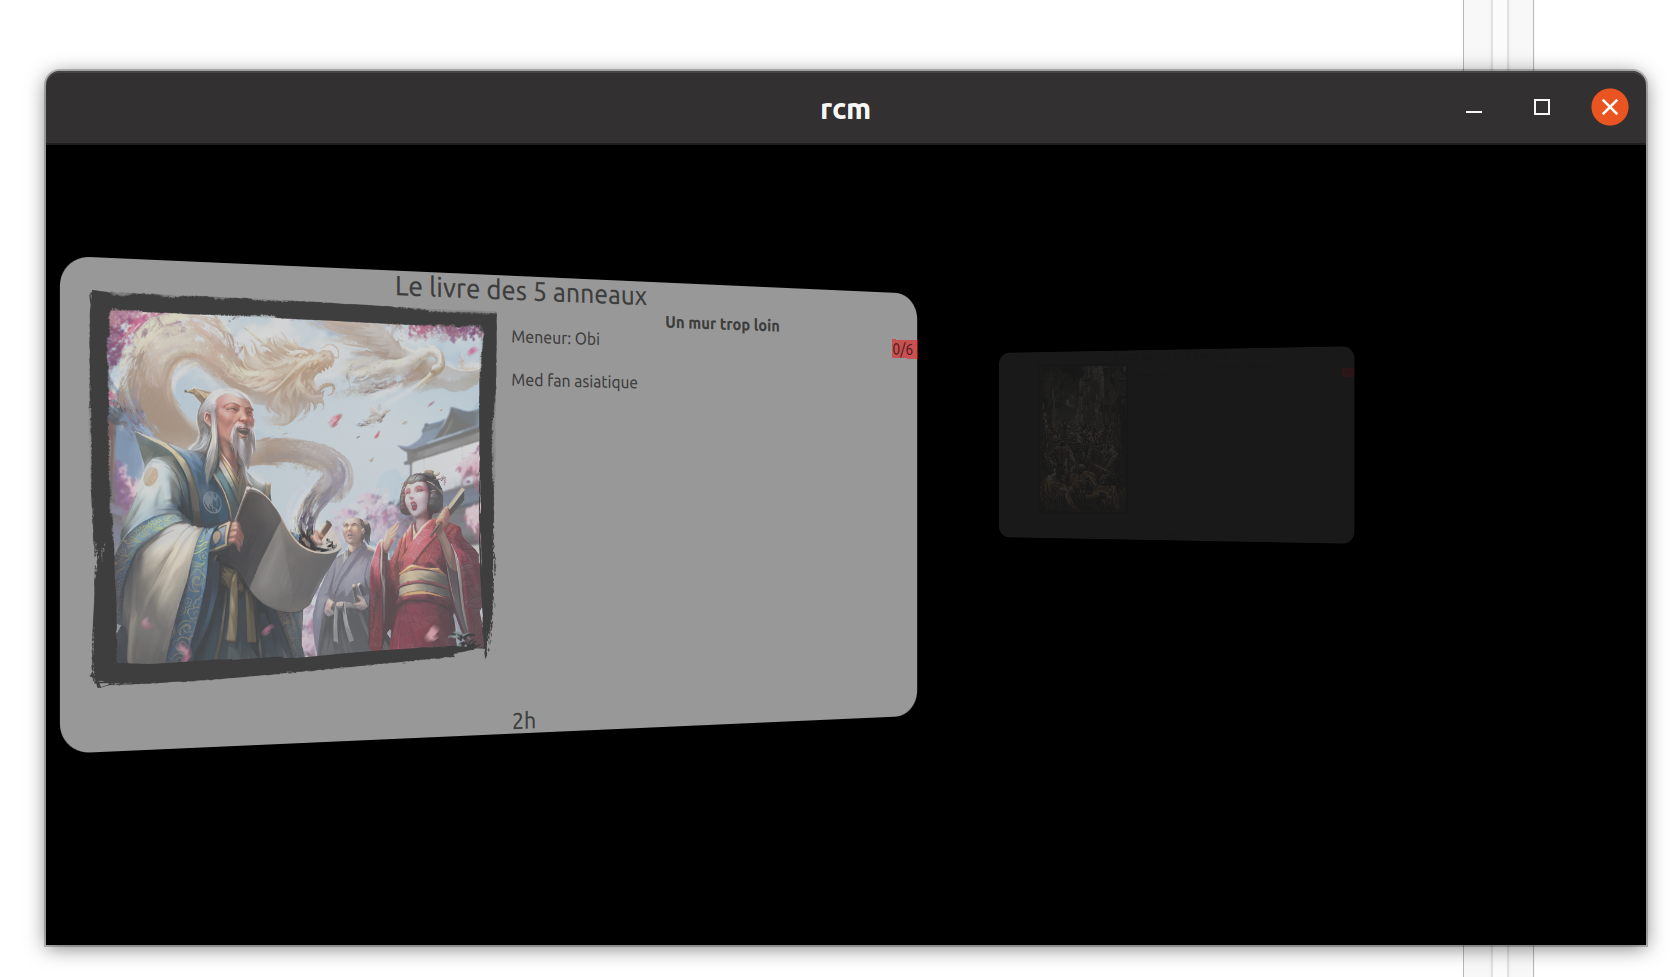 rcm
Le livre des 5 anneaux
Un mur trop loin
Meneur: Obi
0/6
Med fan asiatique
2h